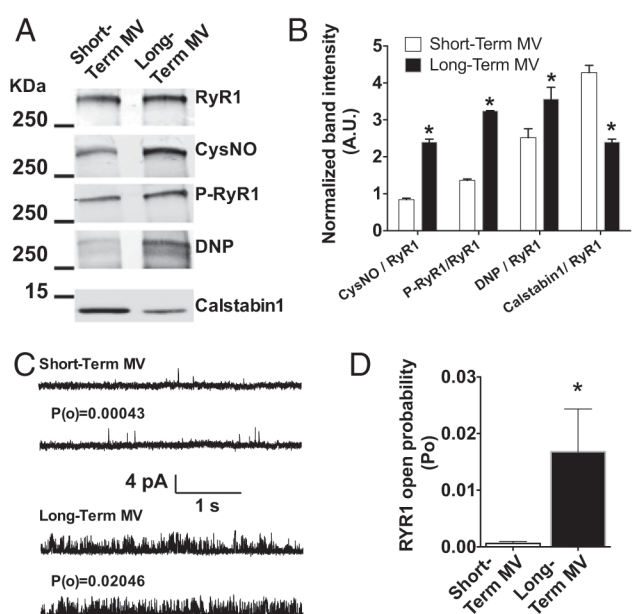 A
Short-
Term MV
Long-
Term MV
KDa
250
250
250
250
15
RyR1
CysNO
P-RyR1
DNP
Calstabin1
B
Normalized band intensity
(A.U.)
5
4
3
2
1
0
Short-Term MV
Long-Term MV
*
*
*
*
CysNO / RyR1
P-RyR1/RyR1
DNP / RyR1
Calstabin1/ RyR1
C
Short-Term MV
P(o)=0.00043
4 pA
1 s
Long-Term MV
P(o)=0.02046
D
RYR1 open probability
(Po)
0.03
0.02
0.01
0.00
*
Short-
Term MV
Long-
Term MV